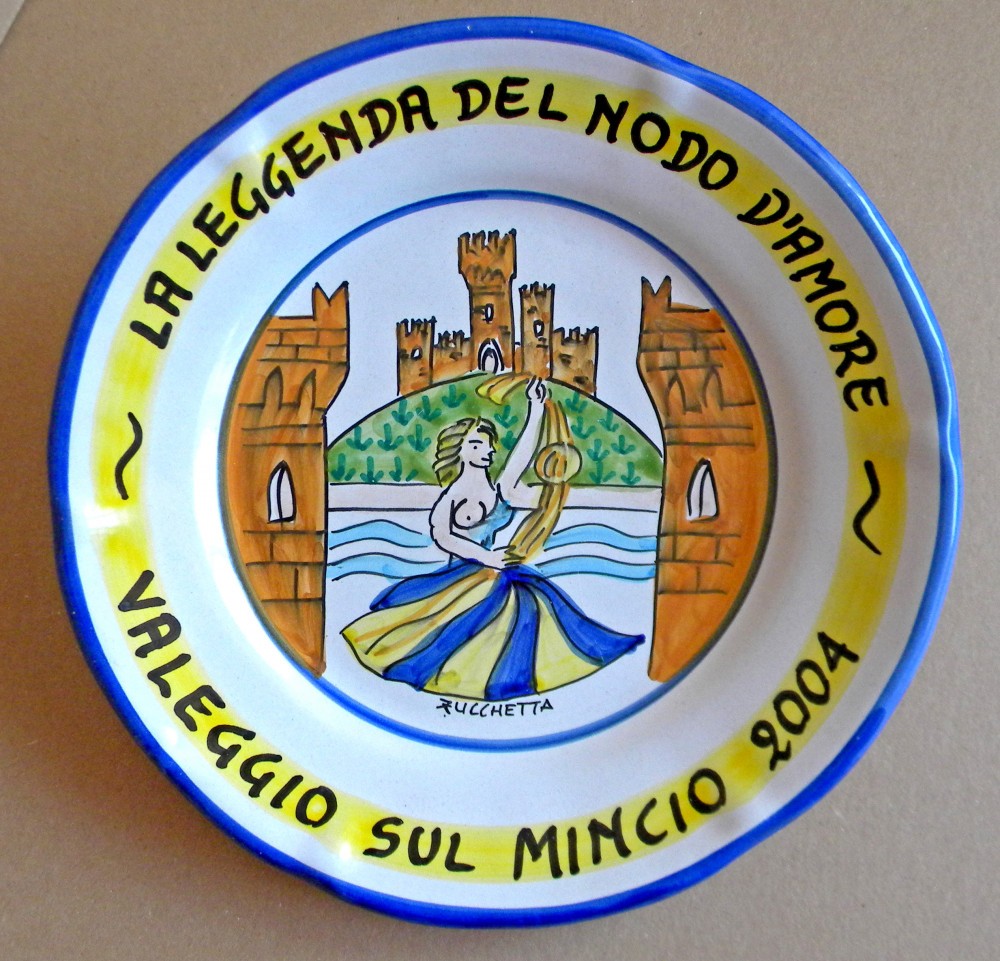 LA LEGGENDA DEL NODO D'AMORE
ZUCCHETTA
VALEGGIO SUL MINCIO 2004